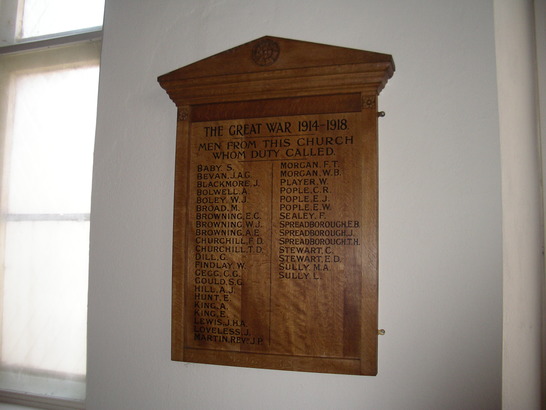 THE GREAT WAR 1914-1918.
MEN FROM THIS CHURCH
WHOM DUTY CALLED.
BABY, S.
BEVAN, J.A.G.
BLACKMORE, J.
BOLWELL, A.
BOLEY, W.J.
BROAD, M.
BROWNING, E.G.
BROWNING, W.J.
BROWNING, A.E.
CHURCHILL, F.D.
CHURCHILL, T.D.
DILL, G.
FINDLAY, W.
GEGG, C.G.
GOULD, S.G.
HILL, A.J.
HUNT, E.
KING, A.
KING, E.
LEWIS, J.H.A.
LOVELESS, J.
MARTIN, REV. J.P.
MORGAN, F.T.
MORGAN, W.B.
PLAYER, W.
POPLE, C.R.
POPLE, E.J.
POPLE, E.W.
SEALEY, F.
SPREADBOROUGH, E.B.
SPREADBOROUGH, J.
SPREADBOROUGH, T.H.
STEWART, C.
STEWART, E.D.
SULLY, M.A.
SULLY, L.